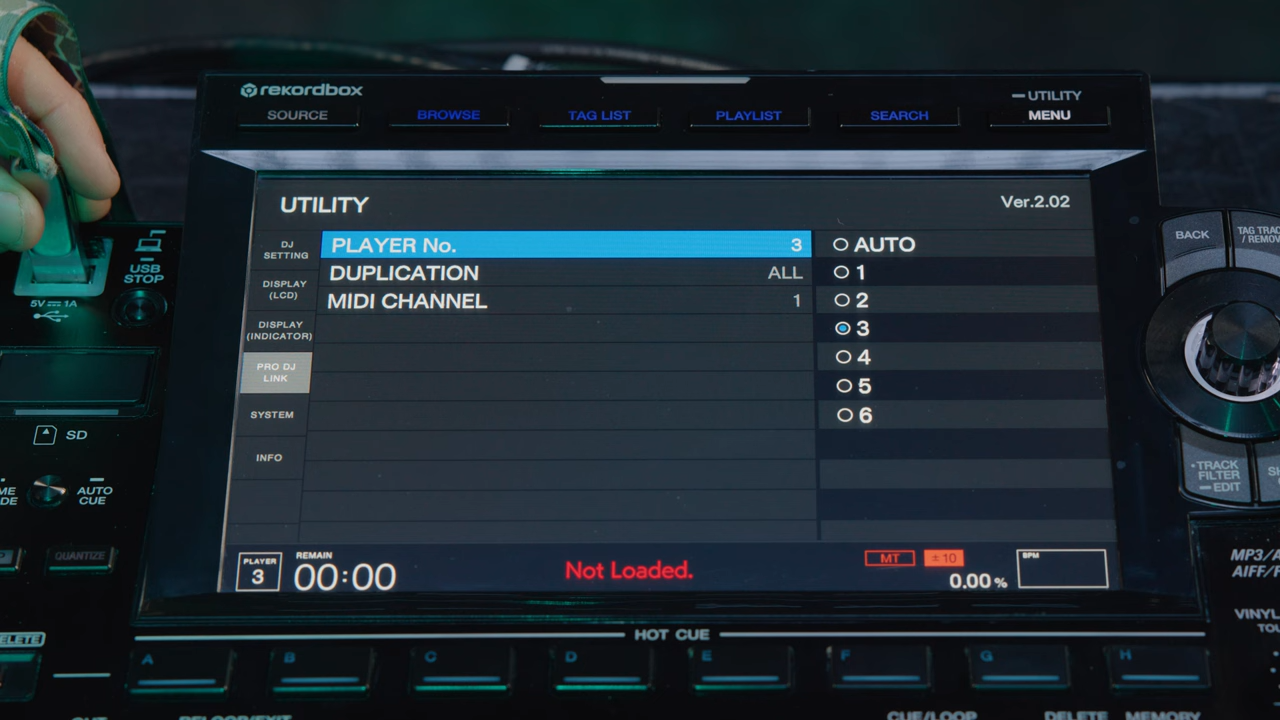 rekordbox
UTILITY
SOURCE BROWSE TAG LIST PLAYLIST SEARCH MENU
UTILITY Ver.2.02
DJ SETTING
DISPLAY (LCD)
DISPLAY (INDICATOR)
PRO DJ LINK
SYSTEM
INFO
PLAYER No. 3
DUPLICATION ALL
MIDI CHANNEL 1
AUTO
1
2
3
4
5
6
PLAYER 3
REMAIN
00:00
Not Loaded.
MT ±10
0.00%
BPM
USB STOP
5V 1A
SD
AUTO CUE
QUANTIZE
BACK
TRACK FILTER
EDIT
HOT CUE
A B C D E F G H
RELOOP/EXIT
CUE/LOOP
DELETE MEMORY